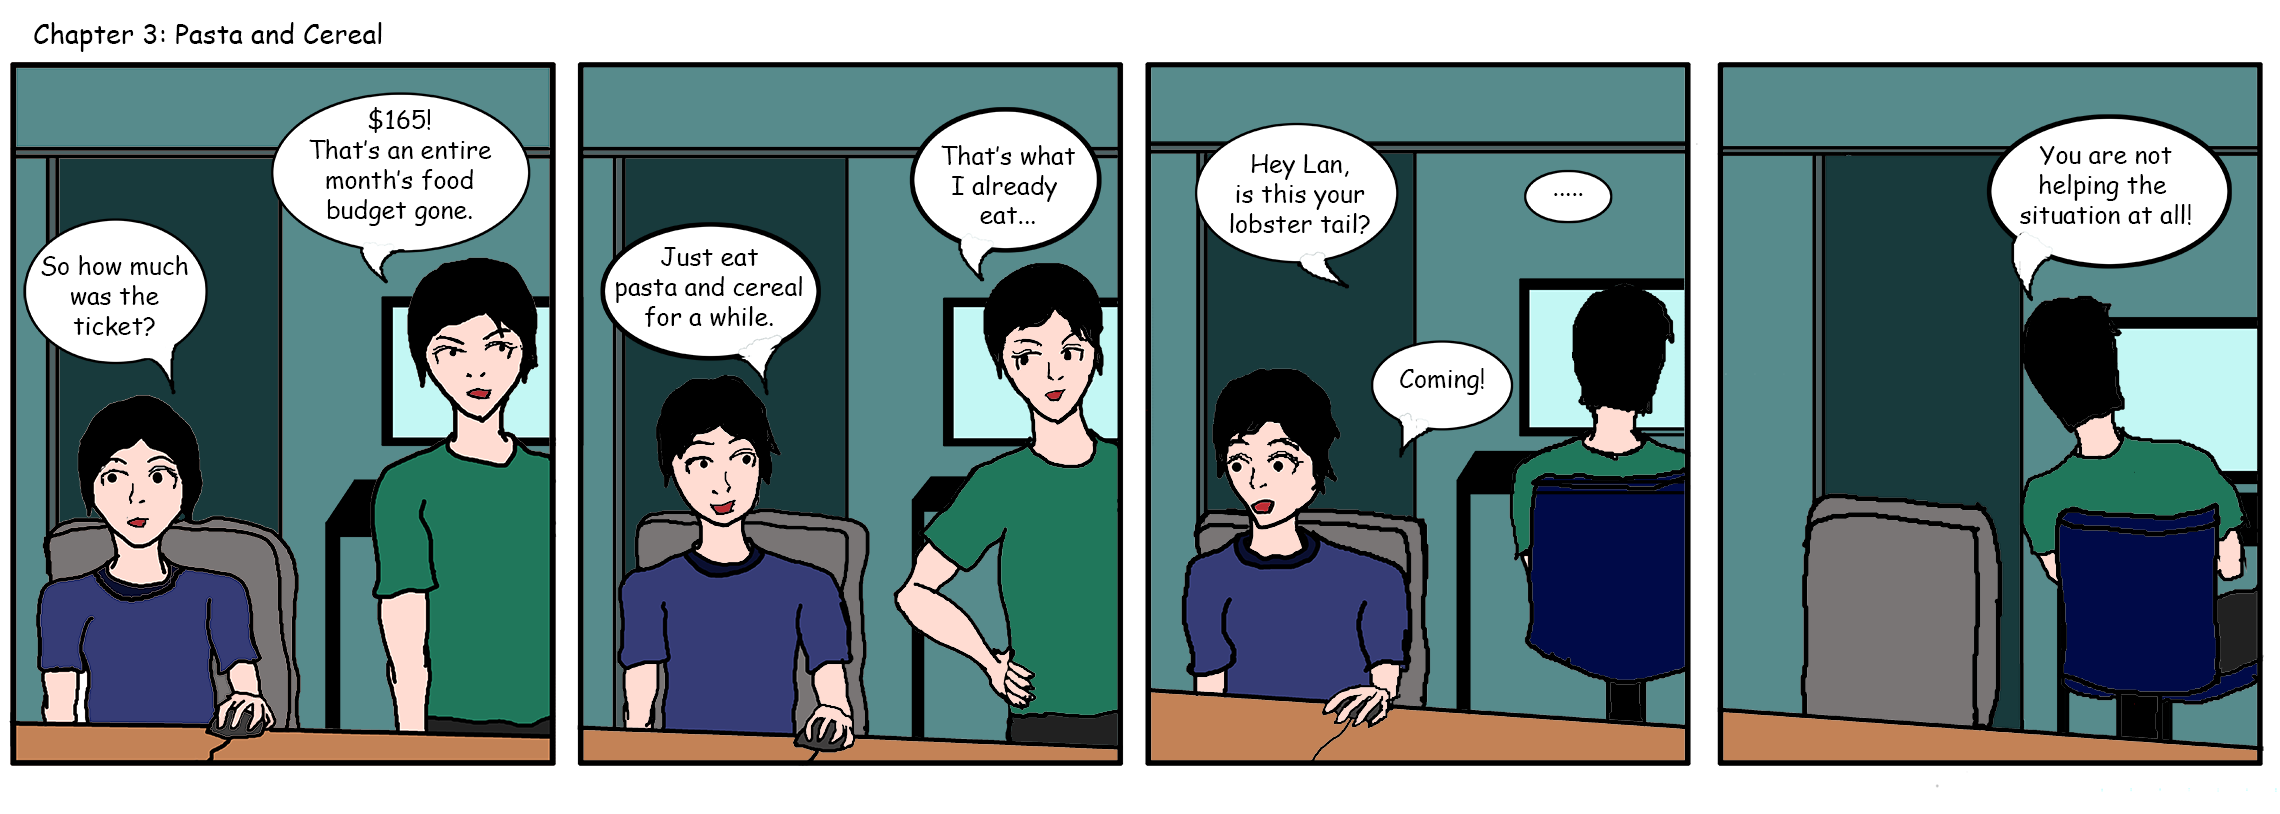 Chapter 3: Pasta and Cereal
So how much
was the
ticket?
$165!
That's an entire
month's food
budget gone.
Just eat
pasta and cereal
for a while.
That's what
I already
eat...
Hey Lan,
is this your
lobster tail?
Coming!
.....
You are not
helping the
situation at all!